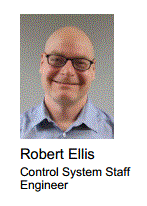 Robert Ellis
Control System Staff
Engineer